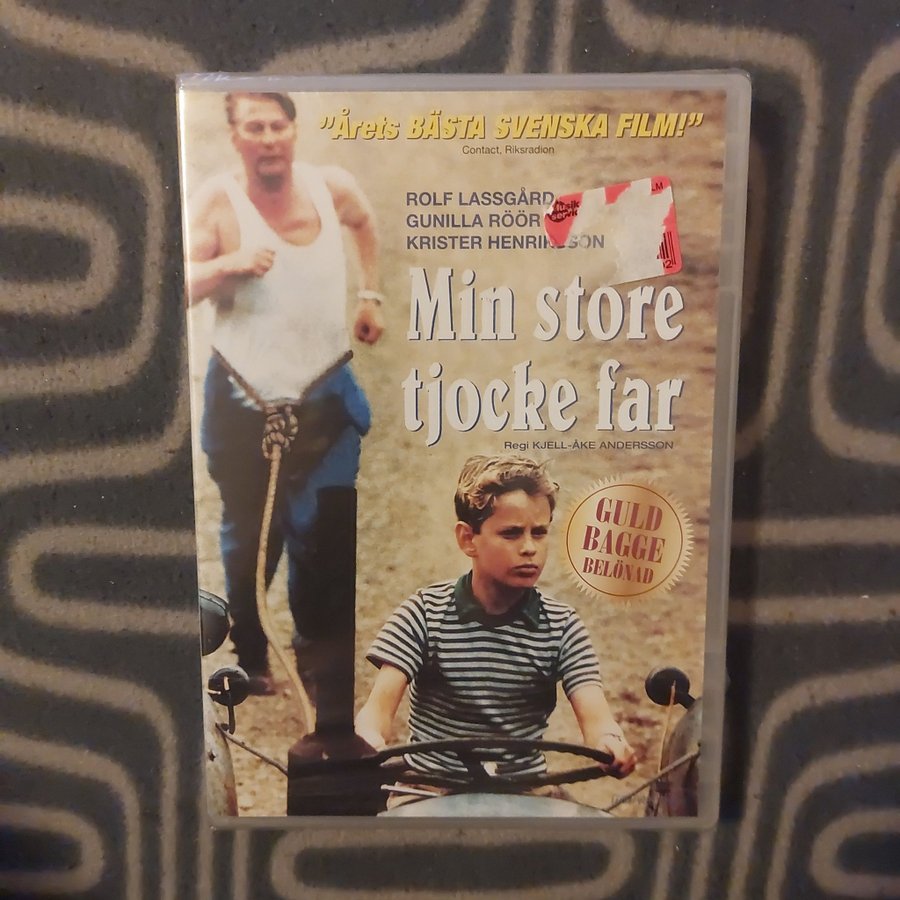 "Årets BÄSTA SVENSKA FILM!"
Contact, Riksradion
ROLF LASSGÅRD
GUNILLA RÖÖR
KRISTER HENRIKSSON
Min store
tjocke far
Regi KJELL-ÅKE ANDERSSON
GULD
BAGGE
BELÖNAD